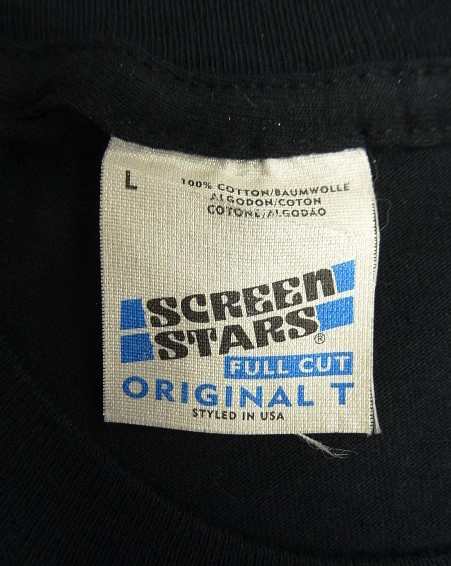 L
100% COTTON/BAUMWOLLE
ALGODON/COTON
COTONE/ALGODÃO
SCREEN
STARS®
FULL CUT
ORIGINAL T
STYLED IN USA